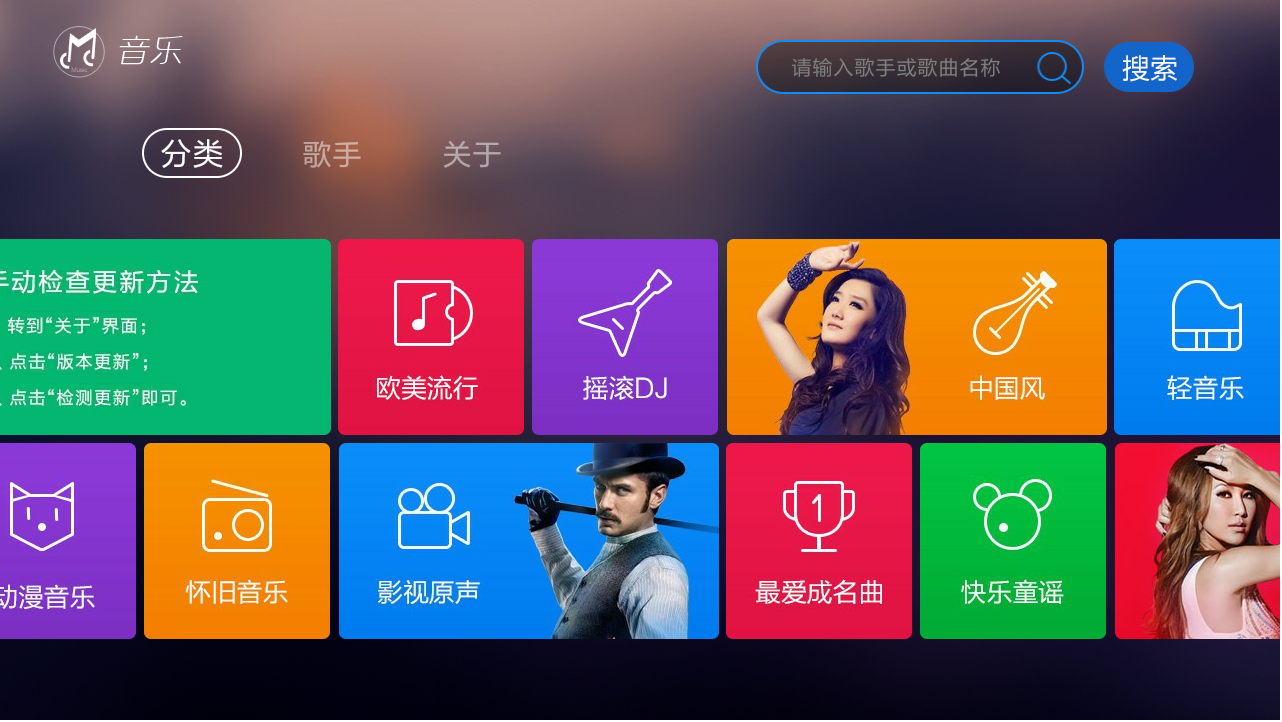 音乐
Music
请输入歌手或歌曲名称
搜索
分类
歌手
关于
手动检查更新方法
转到“关于”界面；
、点击“版本更新”；
、点击“检测更新”即可。
欧美流行
摇滚DJ
中国风
轻音乐
动漫音乐
怀旧音乐
影视原声
1
最爱成名曲
快乐童谣